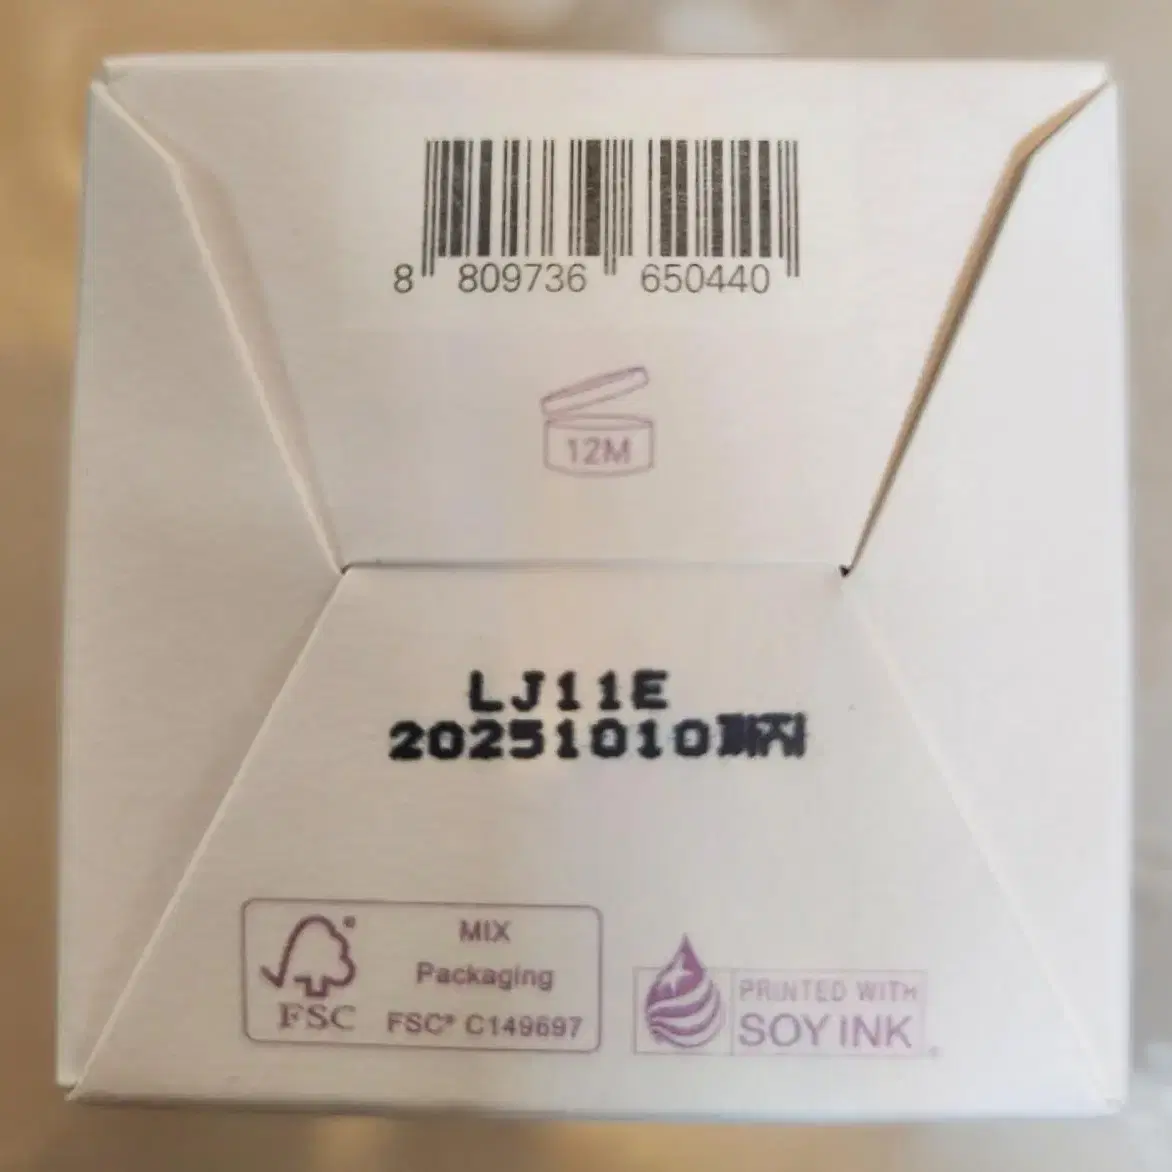 8 809736 650440
12M
LJ11E
20251010까지
MIX
Packaging
FSC® C149697
FSC
PRINTED WITH
SOY INK